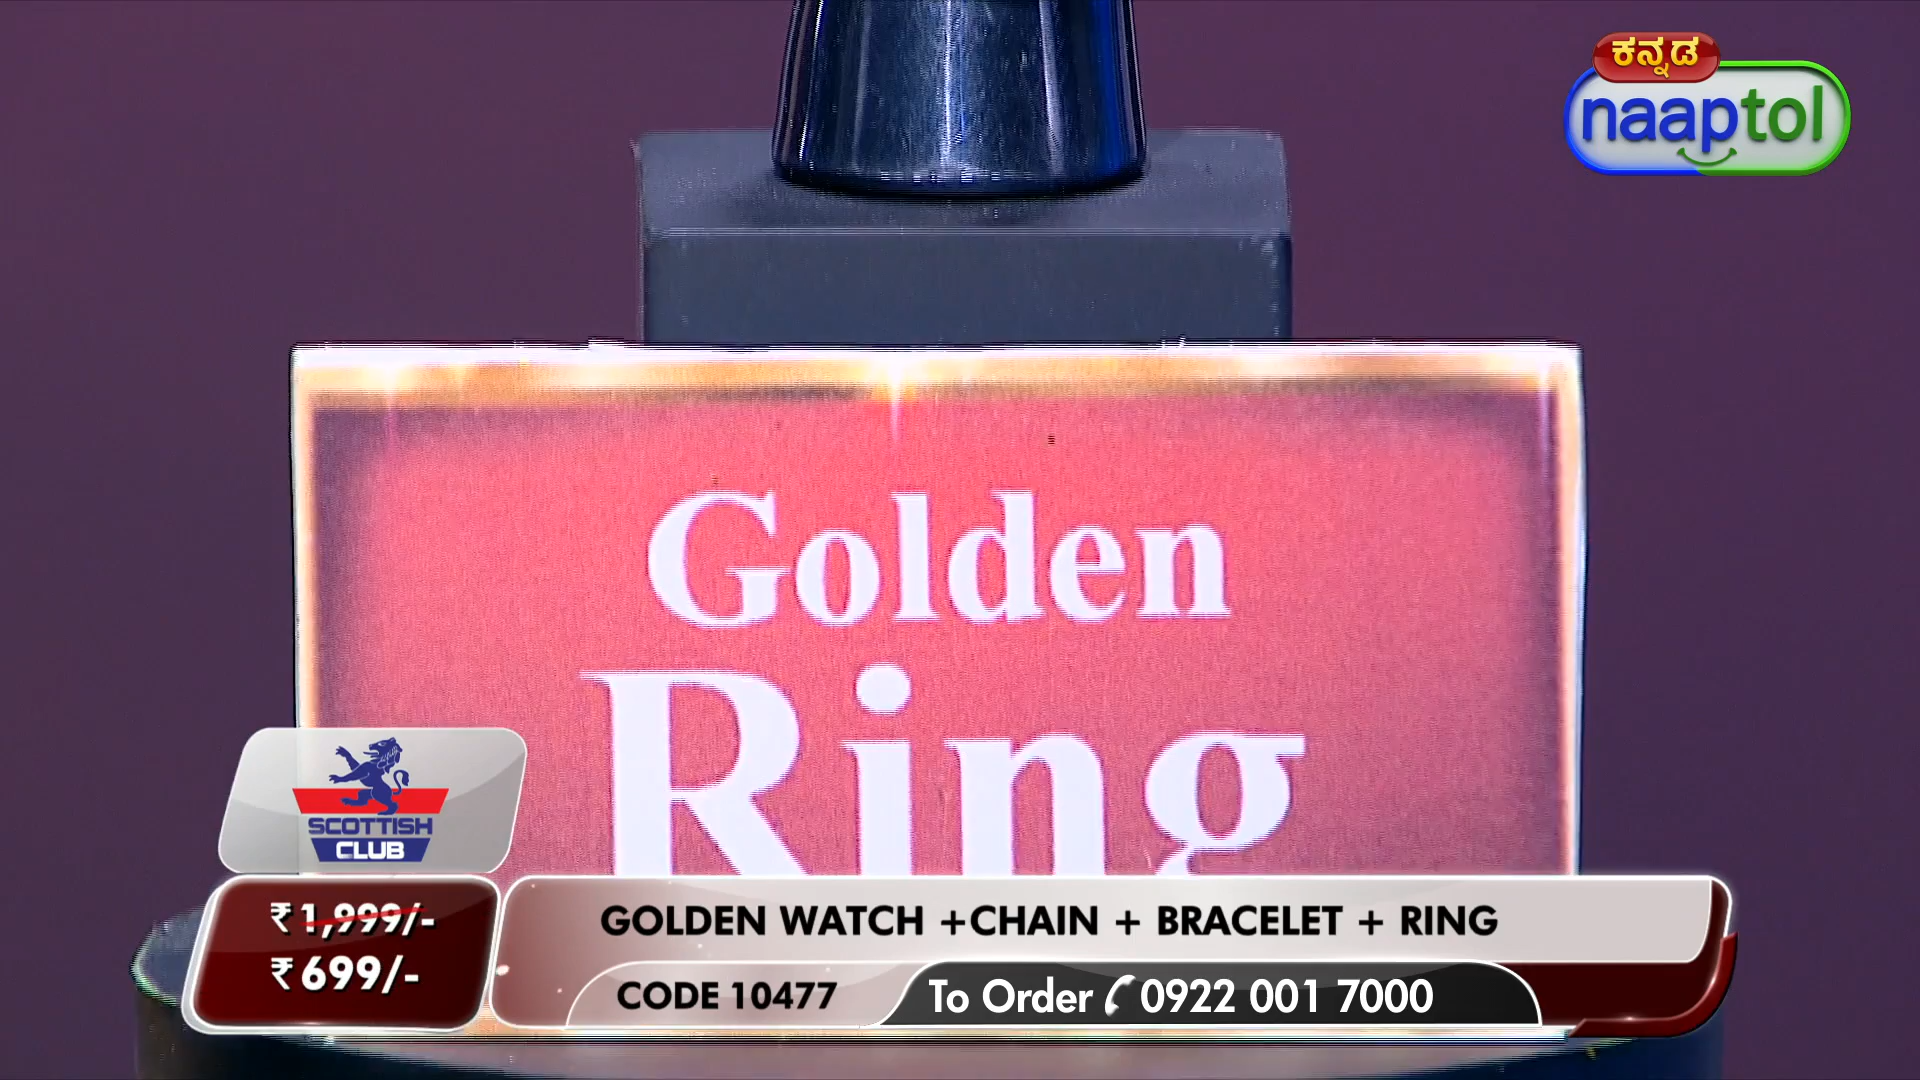 ಕನ್ನಡ
naaptol
Golden
Ring
SCOTTISH
CLUB
₹1,999/-
₹699/-
GOLDEN WATCH +CHAIN + BRACELET + RING
CODE 10477
To Order 0922 001 7000